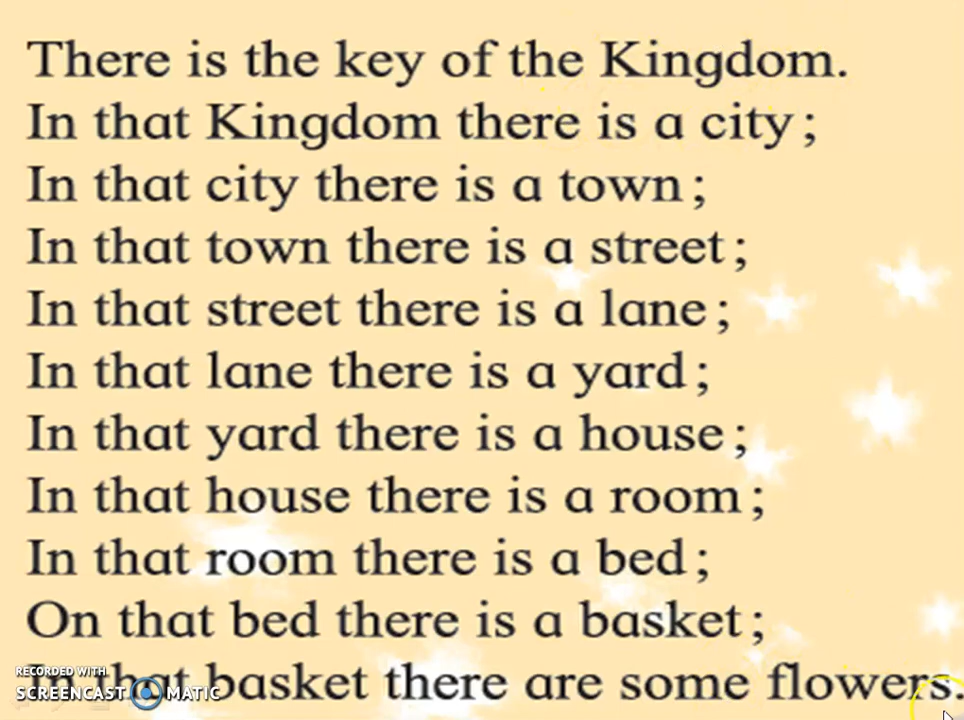 There is the key of the Kingdom.
In that Kingdom there is a city;
In that city there is a town;
In that town there is a street;
In that street there is a lane;
In that lane there is a yard;
In that yard there is a house;
In that house there is a room;
In that room there is a bed;
On that bed there is a basket;
In that basket there are some flowers.
RECORDED WITH
SCREENCAST MATIC